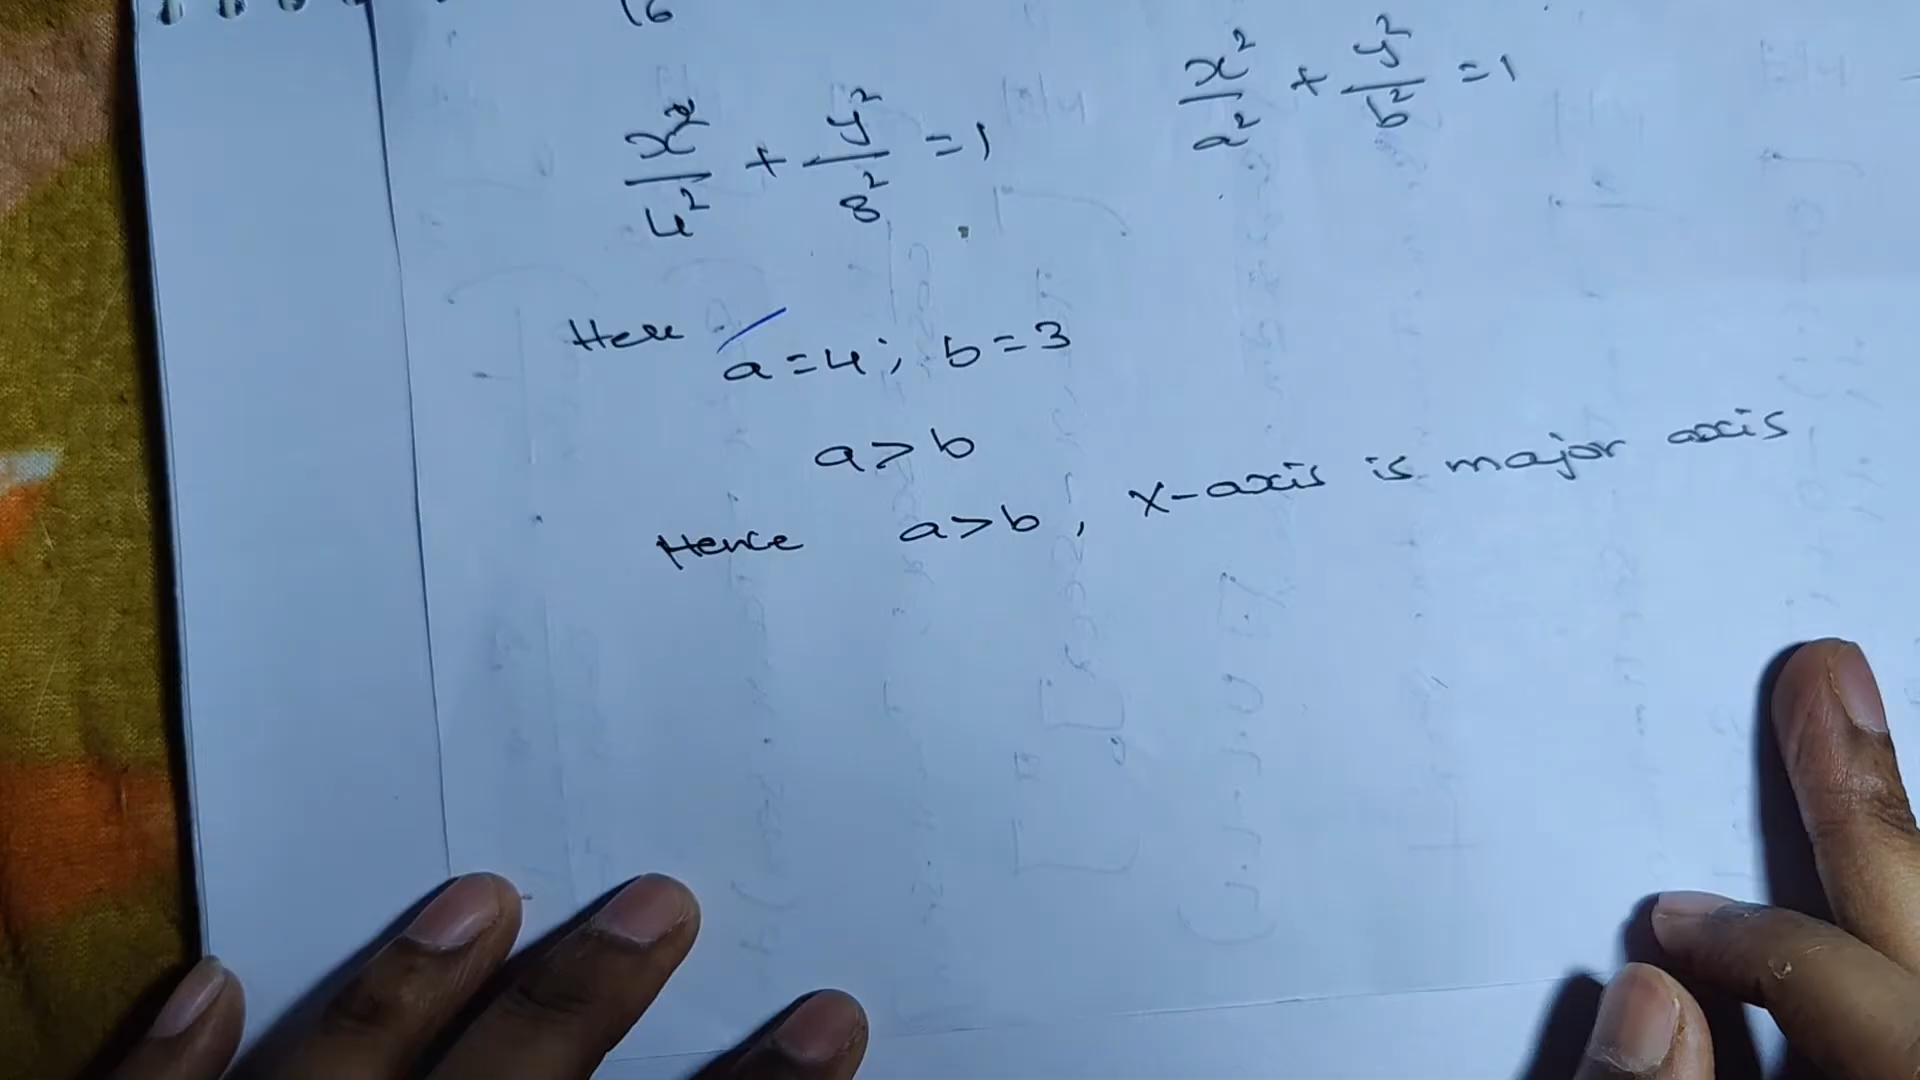 16
x²/4² + y²/3² = 1
x²/a² + y²/b² = 1
Here a = 4; b = 3
a > b
Hence a > b, X-axis is major axis